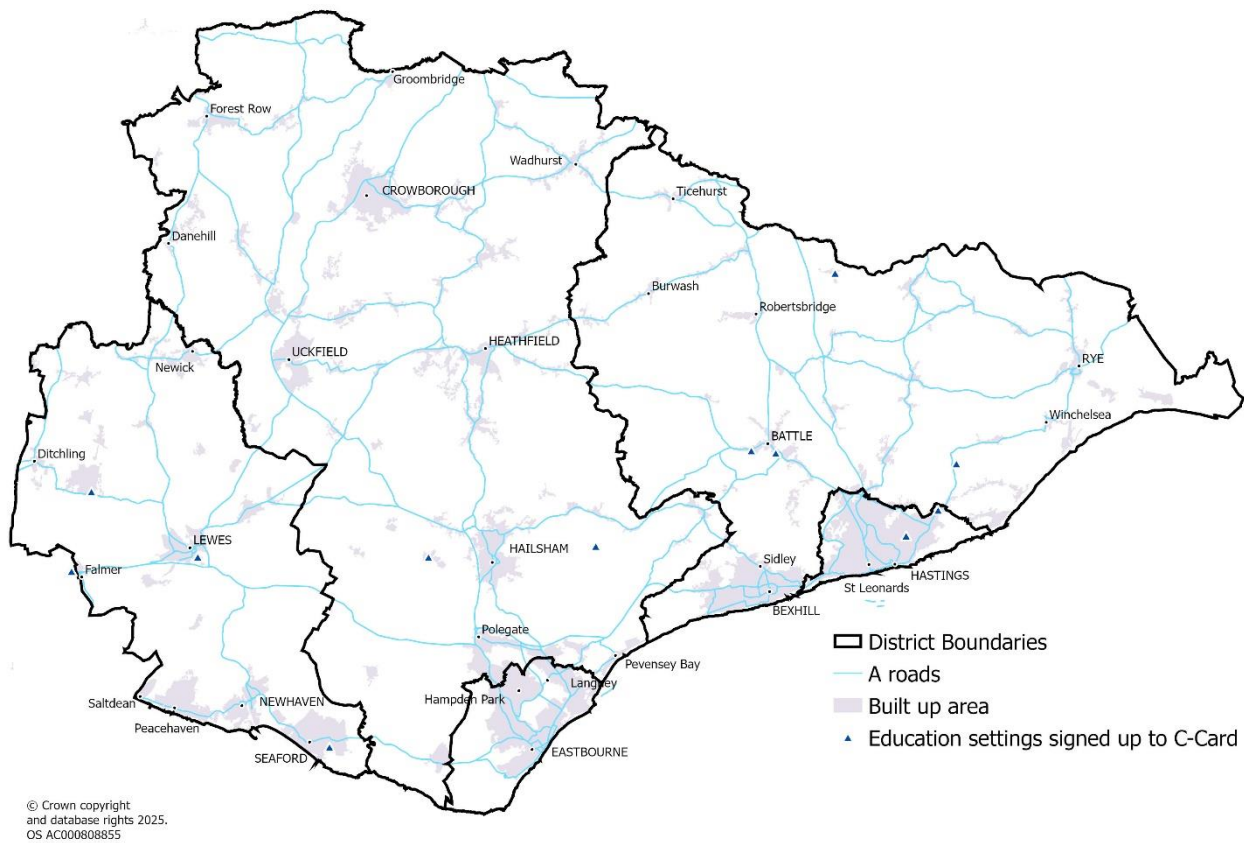 Groombridge
Forest Row
Wadhurst
CROWBOROUGH
Ticehurst
Danehill
Burwash
Robertsbridge
HEATHFIELD
UCKFIELD
Newick
RYE
Winchelsea
BATTLE
Ditchling
LEWES
HAILSHAM
Sidley
Falmer
HASTINGS
St Leonards
BEXHILL
Polegate
District Boundaries
Pevensey Bay
A roads
Langney
Hampden Park
Saltdean
NEWHAVEN
Built up area
Peacehaven
Education settings signed up to C-Card
EASTBOURNE
SEAFORD
© Crown copyright
and database rights 2025.
OS AC000808855